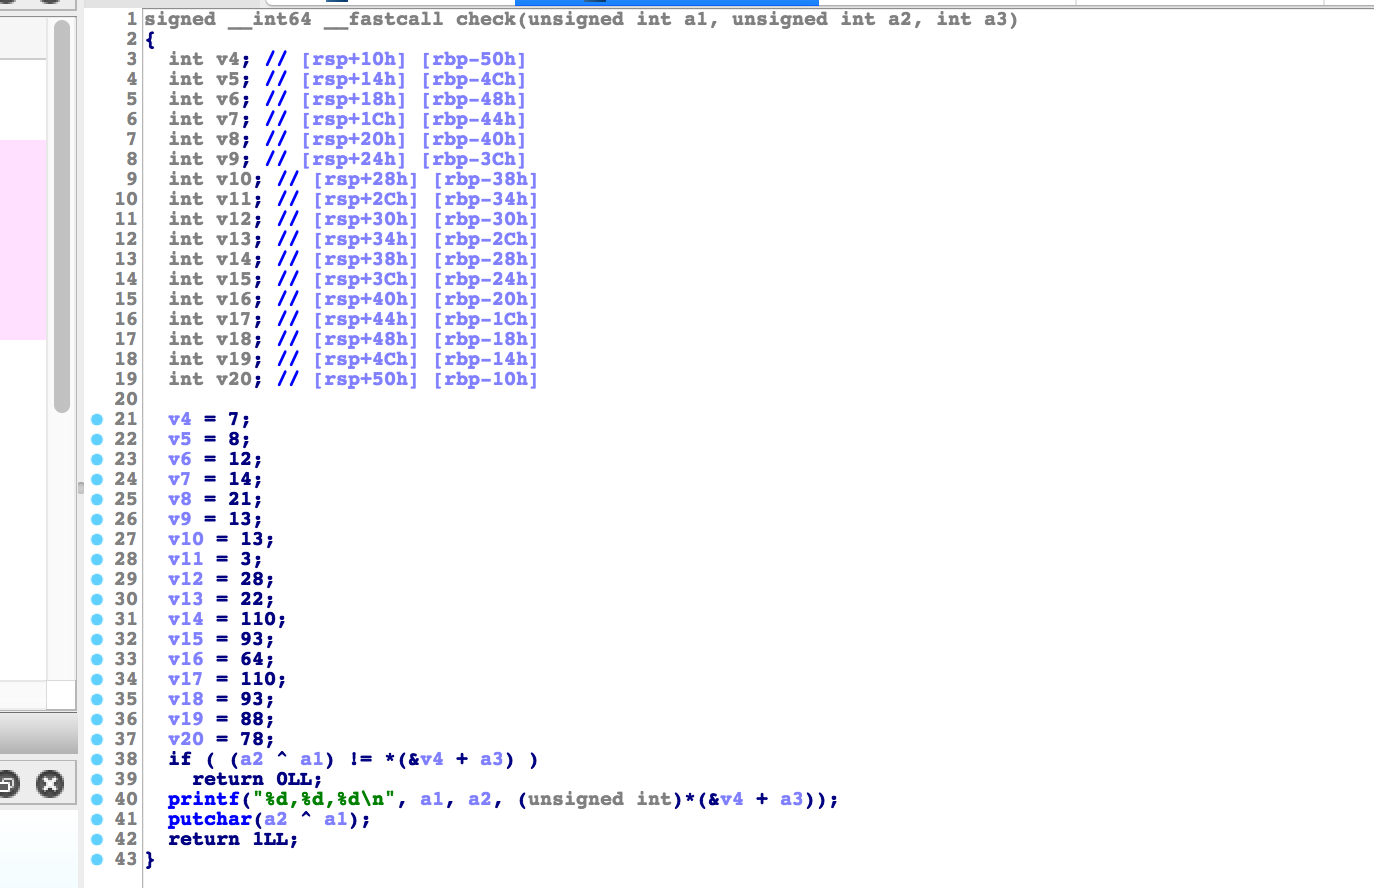 1 signed __int64 __fastcall check(unsigned int a1, unsigned int a2, int a3)
2 {
3   int v4; // [rsp+10h] [rbp-50h]
4   int v5; // [rsp+14h] [rbp-4Ch]
5   int v6; // [rsp+18h] [rbp-48h]
6   int v7; // [rsp+1Ch] [rbp-44h]
7   int v8; // [rsp+20h] [rbp-40h]
8   int v9; // [rsp+24h] [rbp-3Ch]
9   int v10; // [rsp+28h] [rbp-38h]
10   int v11; // [rsp+2Ch] [rbp-34h]
11   int v12; // [rsp+30h] [rbp-30h]
12   int v13; // [rsp+34h] [rbp-2Ch]
13   int v14; // [rsp+38h] [rbp-28h]
14   int v15; // [rsp+3Ch] [rbp-24h]
15   int v16; // [rsp+40h] [rbp-20h]
16   int v17; // [rsp+44h] [rbp-1Ch]
17   int v18; // [rsp+48h] [rbp-18h]
18   int v19; // [rsp+4Ch] [rbp-14h]
19   int v20; // [rsp+50h] [rbp-10h]
20
21   v4 = 7;
22   v5 = 8;
23   v6 = 12;
24   v7 = 14;
25   v8 = 21;
26   v9 = 13;
27   v10 = 13;
28   v11 = 3;
29   v12 = 28;
30   v13 = 22;
31   v14 = 110;
32   v15 = 93;
33   v16 = 64;
34   v17 = 110;
35   v18 = 93;
36   v19 = 88;
37   v20 = 78;
38   if ( (a2 ^ a1) != *(&v4 + a3) )
39     return 0LL;
40   printf("%d,%d,%d\n", a1, a2, (unsigned int)*(&v4 + a3));
41   putchar(a2 ^ a1);
42   return 1LL;
43 }